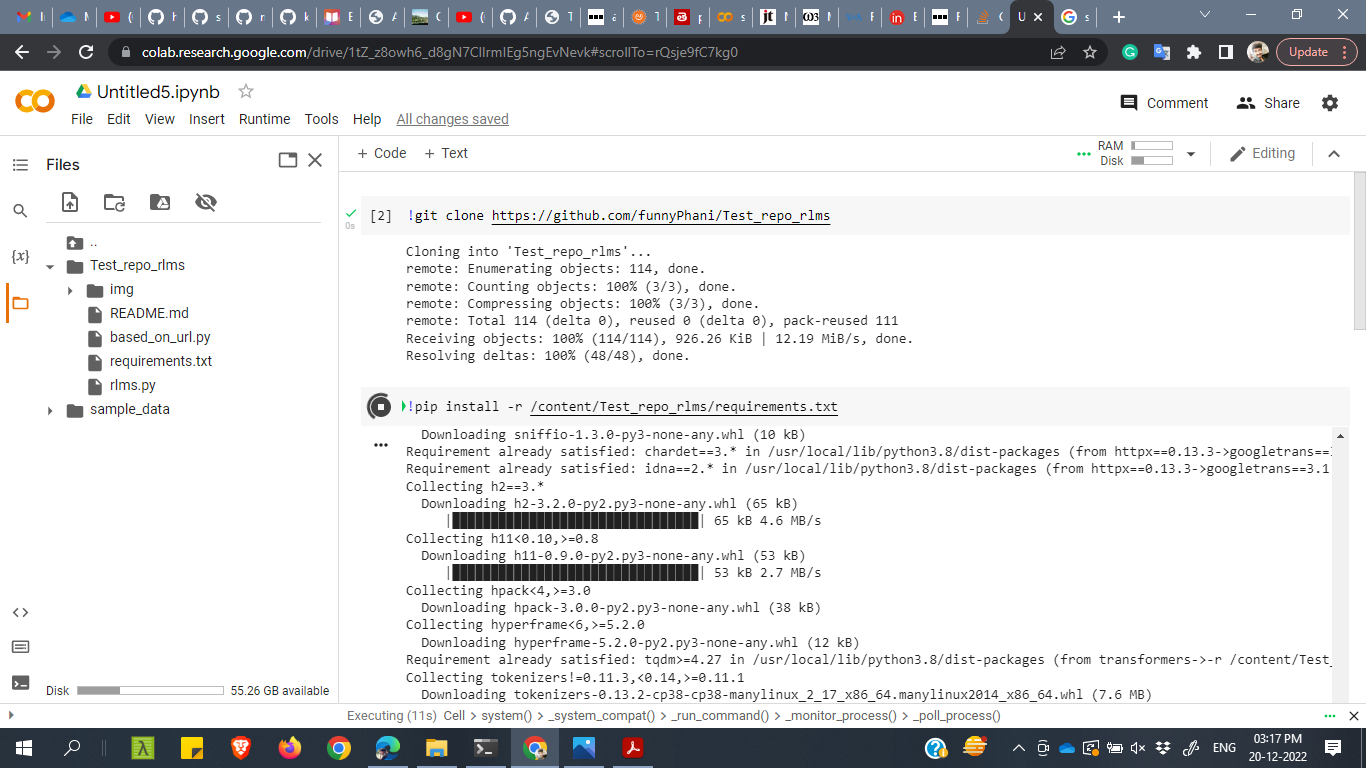 colab.research.google.com/drive/1tZ_z8owh6_d8gN7ClIrmIEg5ngEvNevk#scrollTo=rQsje9fC7kg0
Update
Untitled5.ipynb
File Edit View Insert Runtime Tools Help All changes saved
Comment
Share
Files
+ Code + Text
RAM
Disk
Editing
..
Test_repo_rlms
img
README.md
based_on_url.py
requirements.txt
rlms.py
sample_data
Disk
55.26 GB available
[2] !git clone https://github.com/funnyPhani/Test_repo_rlms
0s
Cloning into 'Test_repo_rlms'...
remote: Enumerating objects: 114, done.
remote: Counting objects: 100% (3/3), done.
remote: Compressing objects: 100% (3/3), done.
remote: Total 114 (delta 0), reused 0 (delta 0), pack-reused 111
Receiving objects: 100% (114/114), 926.26 KiB | 12.19 MiB/s, done.
Resolving deltas: 100% (48/48), done.
!pip install -r /content/Test_repo_rlms/requirements.txt
Downloading sniffio-1.3.0-py3-none-any.whl (10 kB)
Requirement already satisfied: chardet==3.* in /usr/local/lib/python3.8/dist-packages (from httpx==0.13.3->googletrans==3
Requirement already satisfied: idna==2.* in /usr/local/lib/python3.8/dist-packages (from httpx==0.13.3->googletrans==3.1
Collecting h2==3.*
Downloading h2-3.2.0-py2.py3-none-any.whl (65 kB)
|████████████████████████████████| 65 kB 4.6 MB/s
Collecting h11<0.10,>=0.8
Downloading h11-0.9.0-py2.py3-none-any.whl (53 kB)
|████████████████████████████████| 53 kB 2.7 MB/s
Collecting hpack<4,>=3.0
Downloading hpack-3.0.0-py2.py3-none-any.whl (38 kB)
Collecting hyperframe<6,>=5.2.0
Downloading hyperframe-5.2.0-py2.py3-none-any.whl (12 kB)
Requirement already satisfied: tqdm>=4.27 in /usr/local/lib/python3.8/dist-packages (from transformers->-r /content/Test_
Collecting tokenizers!=0.11.3,<0.14,>=0.11.1
Downloading tokenizers-0.13.2-cp38-cp38-manylinux_2_17_x86_64.manylinux2014_x86_64.whl (7.6 MB)
Executing (11s) Cell > system() > _system_compat() > _run_command() > _monitor_process() > _poll_process()
ENG
03:17 PM
20-12-2022